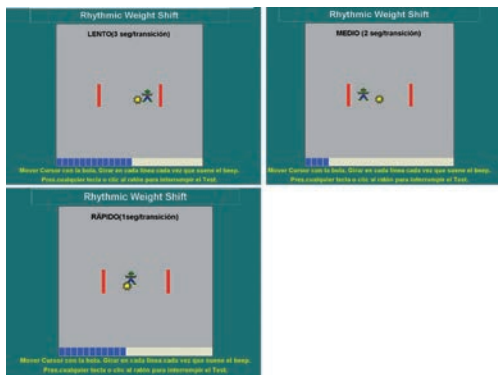 Rhythmic Weight Shift
LENTO(3 seg/transición)
Mover Cursor con la bola. Girar en cada línea cada vez que suene el beep.
Pres.cualquier tecla o clic al ratón para interrumpir el Test.
Rhythmic Weight Shift
MEDIO (2 seg/transición)
Mover Cursor con la bola. Girar en cada línea cada vez que suene el beep.
Pres.cualquier tecla o clic al ratón para interrumpir el Test.
Rhythmic Weight Shift
RÁPIDO(1seg/transición)
Mover Cursor con la bola. Girar en cada línea cada vez que suene el beep.
Pres.cualquier tecla o clic al ratón para interrumpir el Test.